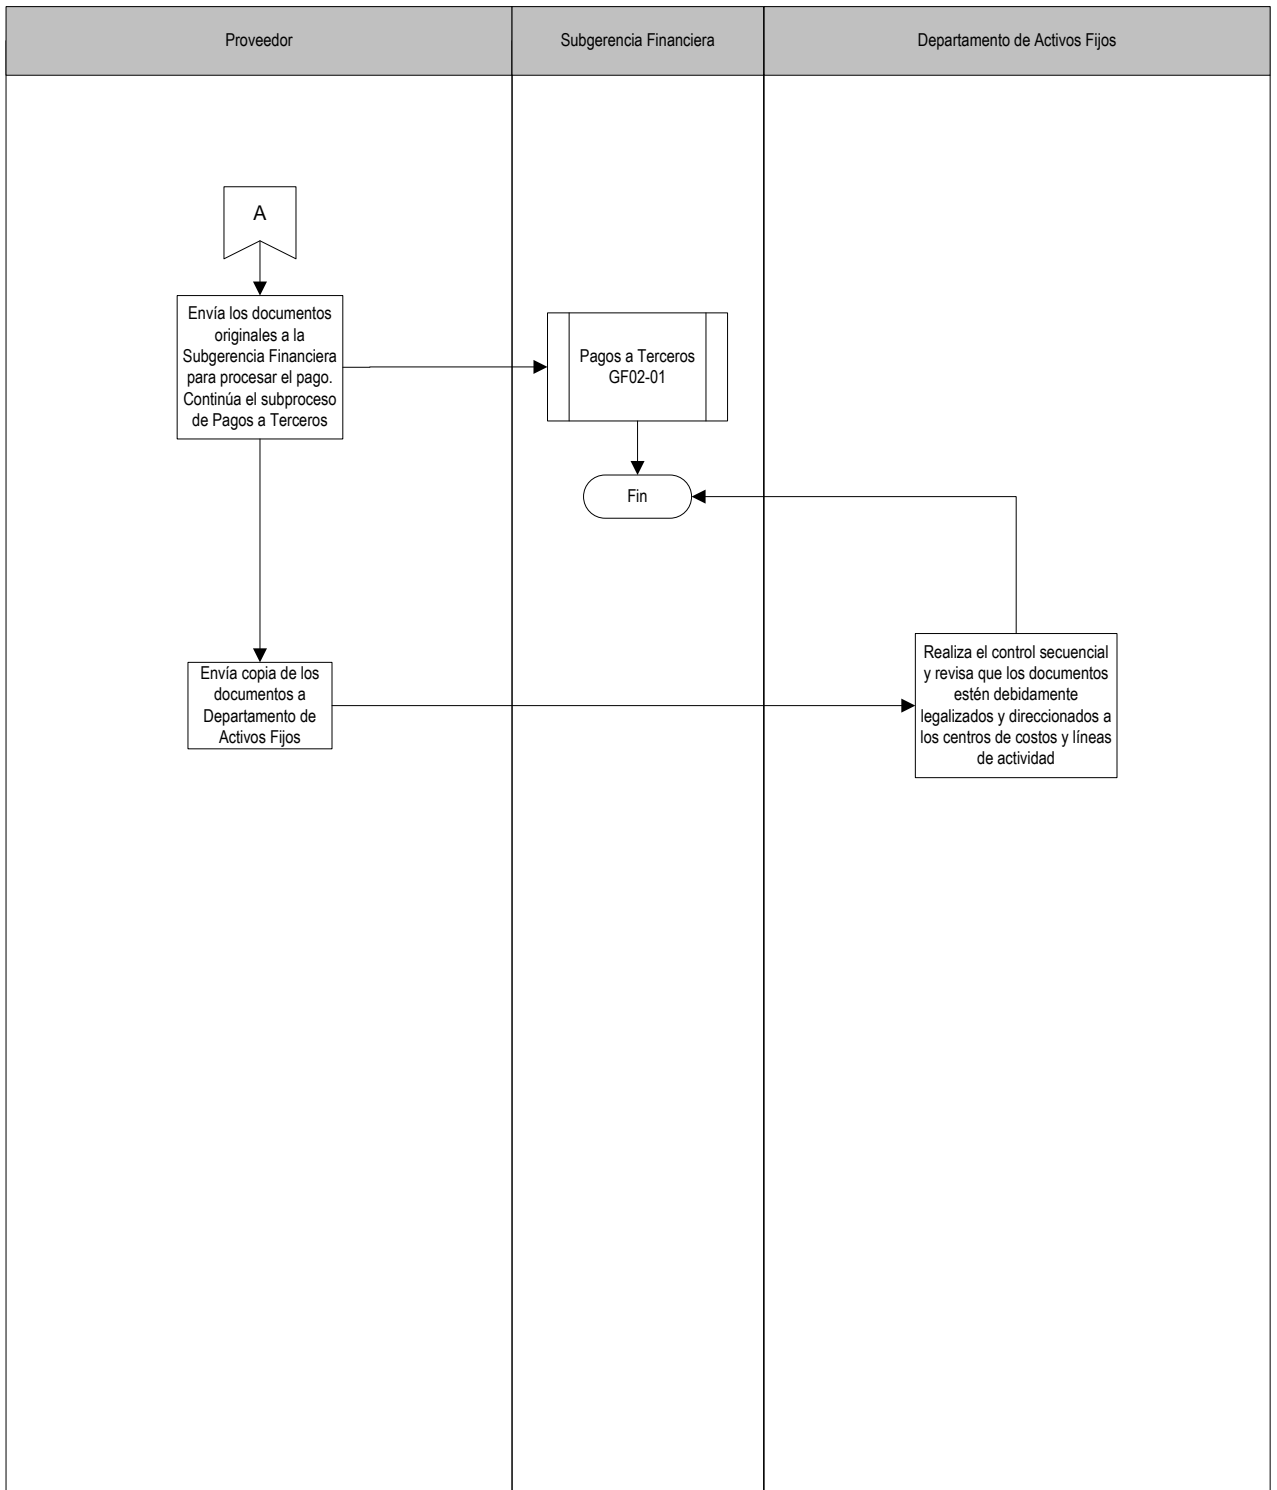 Proveedor
Subgerencia Financiera
Departamento de Activos Fijos
A
Envía los documentos
originales a la
Subgerencia Financiera
para procesar el pago.
Continúa el subproceso
de Pagos a Terceros
Pagos a Terceros
GF02-01
Fin
Envía copia de los
documentos a
Departamento de
Activos Fijos
Realiza el control secuencial
y revisa que los documentos
estén debidamente
legalizados y direccionados a
los centros de costos y líneas
de actividad